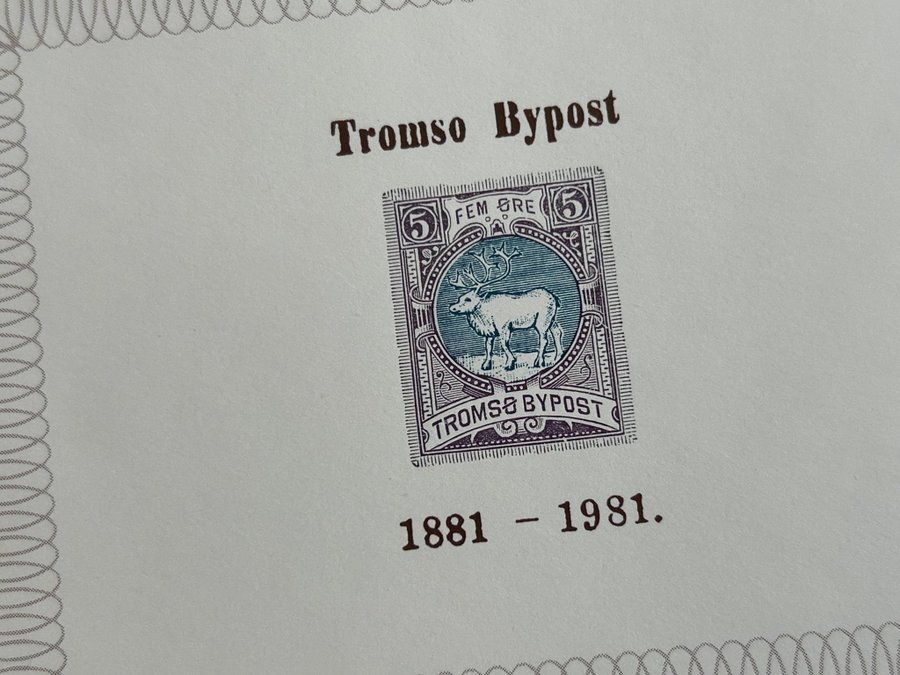 Tromso Bypost
5 FEM ØRE 5
TROMSØ BYPOST
1881 – 1981.